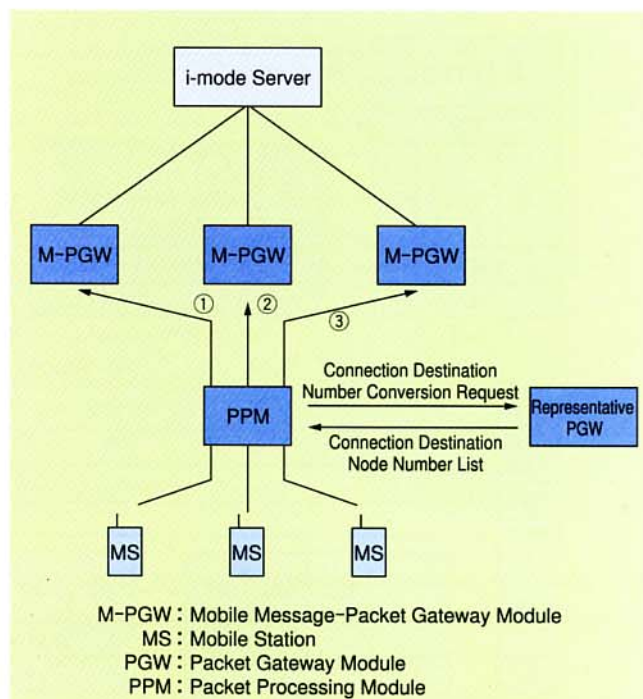 i-mode Server
M-PGW
M-PGW
M-PGW
①
②
③
Connection Destination
Number Conversion Request
PPM
Representative
PGW
Connection Destination
Node Number List
MS
MS
MS
M-PGW : Mobile Message-Packet Gateway Module
MS : Mobile Station
PGW : Packet Gateway Module
PPM : Packet Processing Module